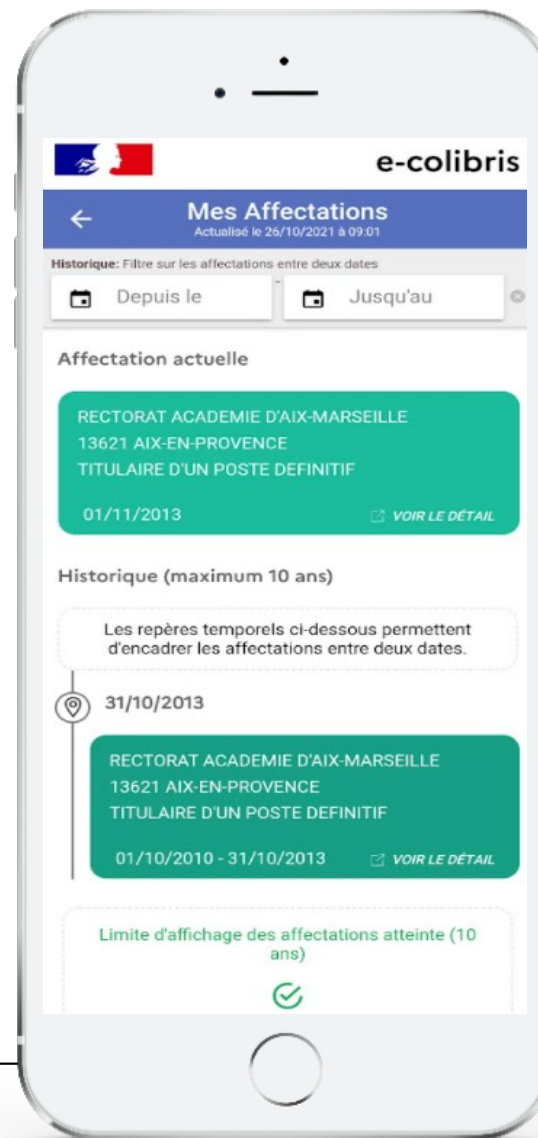 e-colibris
Mes Affectations
Actualisé le 26/10/2021 à 09:01
Historique: Filtre sur les affectations entre deux dates
Depuis le - Jusqu'au
Affectation actuelle
RECTORAT ACADEMIE D'AIX-MARSEILLE
13621 AIX-EN-PROVENCE
TITULAIRE D'UN POSTE DEFINITIF
01/11/2013 VOIR LE DÉTAIL
Historique (maximum 10 ans)
Les repères temporels ci-dessous permettent
d'encadrer les affectations entre deux dates.
31/10/2013
RECTORAT ACADEMIE D'AIX-MARSEILLE
13621 AIX-EN-PROVENCE
TITULAIRE D'UN POSTE DEFINITIF
01/10/2010 - 31/10/2013 VOIR LE DÉTAIL
Limite d'affichage des affectations atteinte (10
ans)